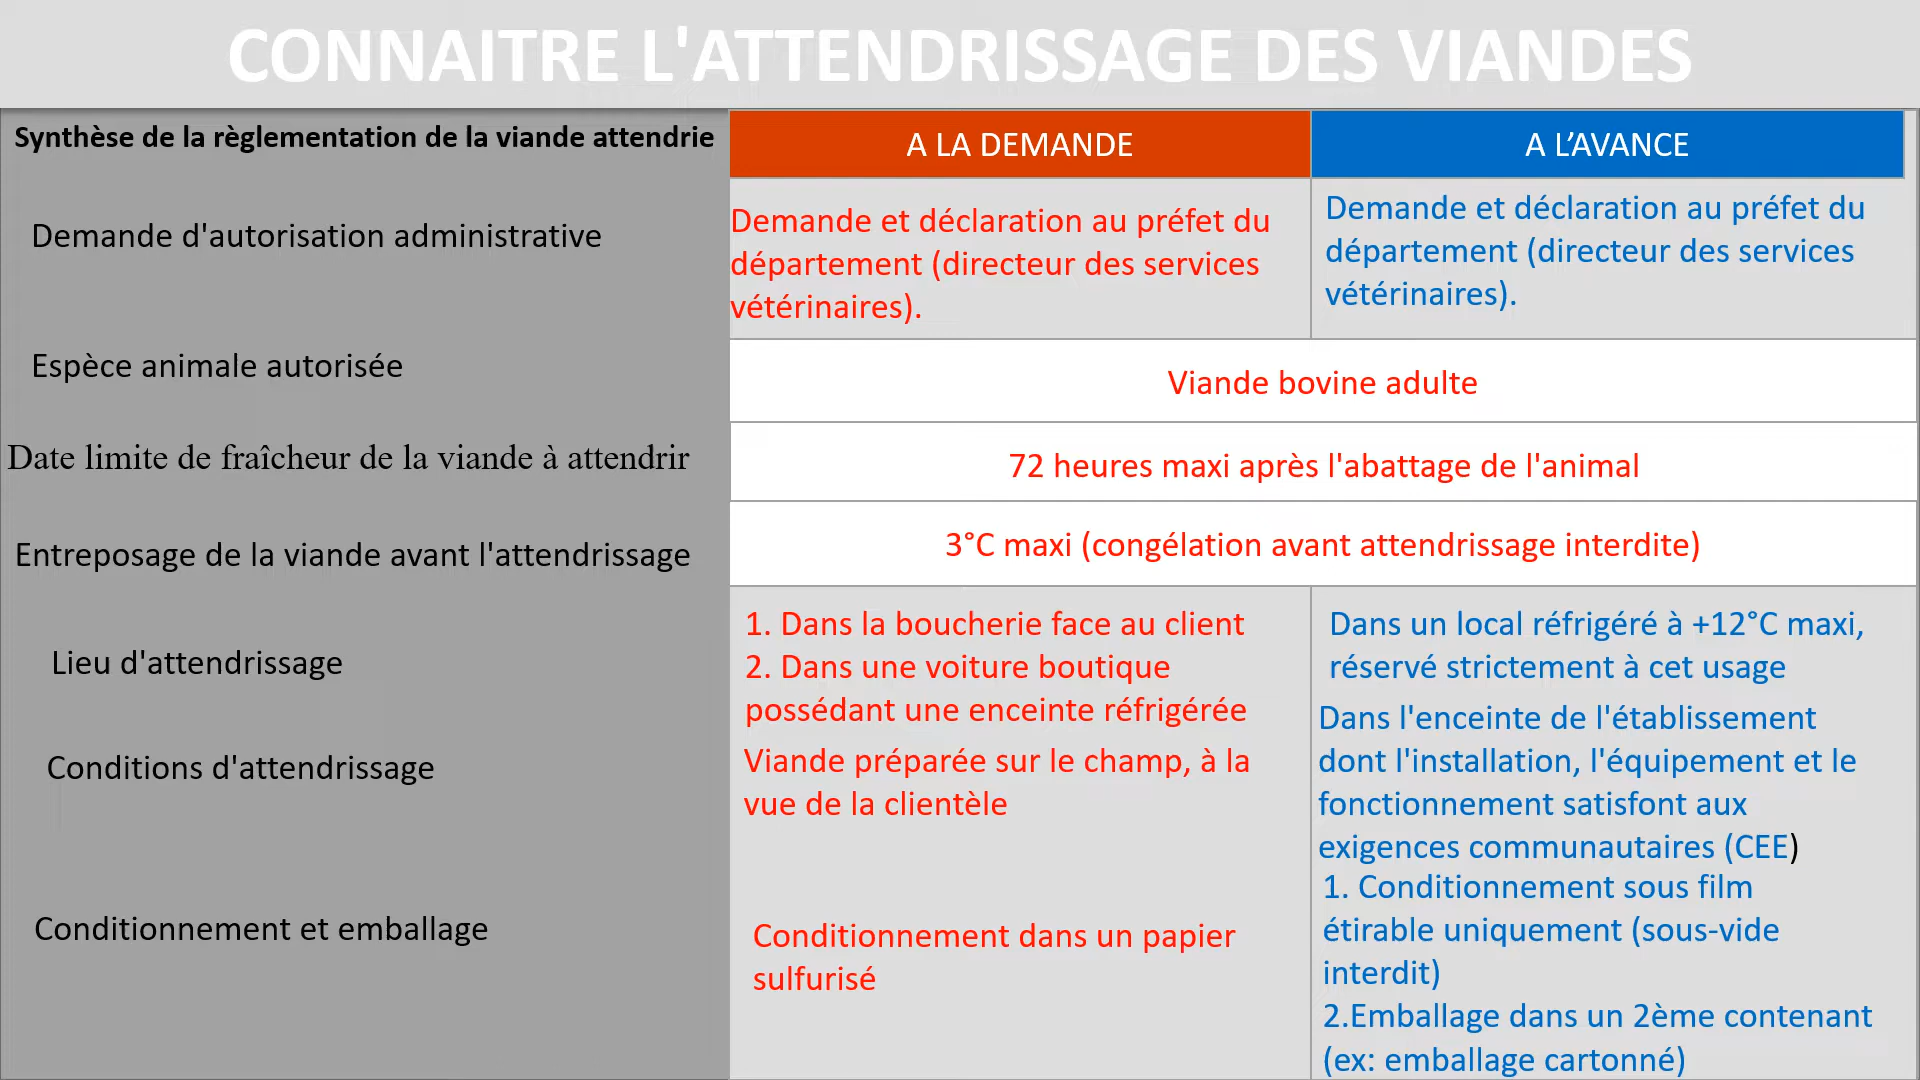 CONNAITRE L'ATTENDRISSAGE DES VIANDES
Synthèse de la règlementation de la viande attendrie
A LA DEMANDE
A L’AVANCE
Demande d'autorisation administrative
Demande et déclaration au préfet du
département (directeur des services
vétérinaires).
Demande et déclaration au préfet du
département (directeur des services
vétérinaires).
Espèce animale autorisée
Viande bovine adulte
Date limite de fraîcheur de la viande à attendrir
72 heures maxi après l'abattage de l'animal
Entreposage de la viande avant l'attendrissage
3°C maxi (congélation avant attendrissage interdite)
Lieu d'attendrissage
1. Dans la boucherie face au client
2. Dans une voiture boutique
possédant une enceinte réfrigérée
Dans un local réfrigéré à +12°C maxi,
réservé strictement à cet usage
Conditions d'attendrissage
Viande préparée sur le champ, à la
vue de la clientèle
Dans l'enceinte de l'établissement
dont l'installation, l'équipement et le
fonctionnement satisfont aux
exigences communautaires (CEE)
Conditionnement et emballage
Conditionnement dans un papier
sulfurisé
1. Conditionnement sous film
étirable uniquement (sous-vide
interdit)
2.Emballage dans un 2ème contenant
(ex: emballage cartonné)